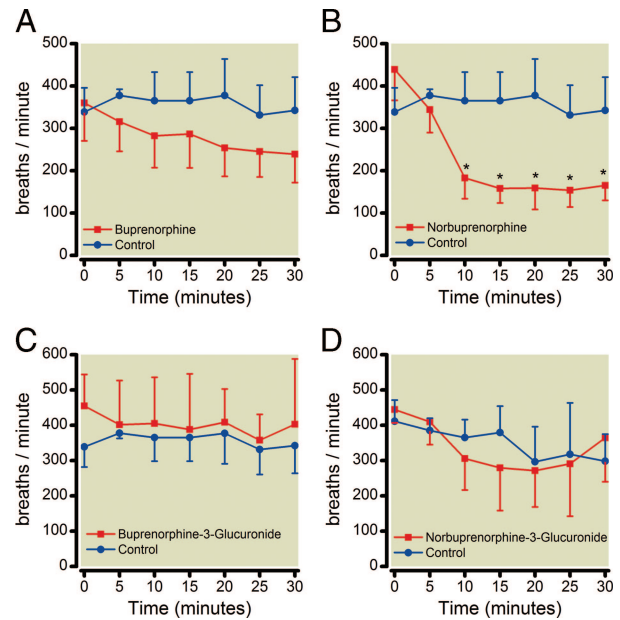 A
500
400
300
200
100
0
breaths / minute
Buprenorphine
Control
0 5 10 15 20 25 30
Time (minutes)
B
500
400
300
200
100
0
breaths / minute
* * * * *
Norbuprenorphine
Control
0 5 10 15 20 25 30
Time (minutes)
C
600
500
400
300
200
100
0
breaths / minute
Buprenorphine-3-Glucuronide
Control
0 5 10 15 20 25 30
Time (minutes)
D
600
500
400
300
200
100
0
breaths / minute
Norbuprenorphine-3-Glucuronide
Control
0 5 10 15 20 25 30
Time (minutes)